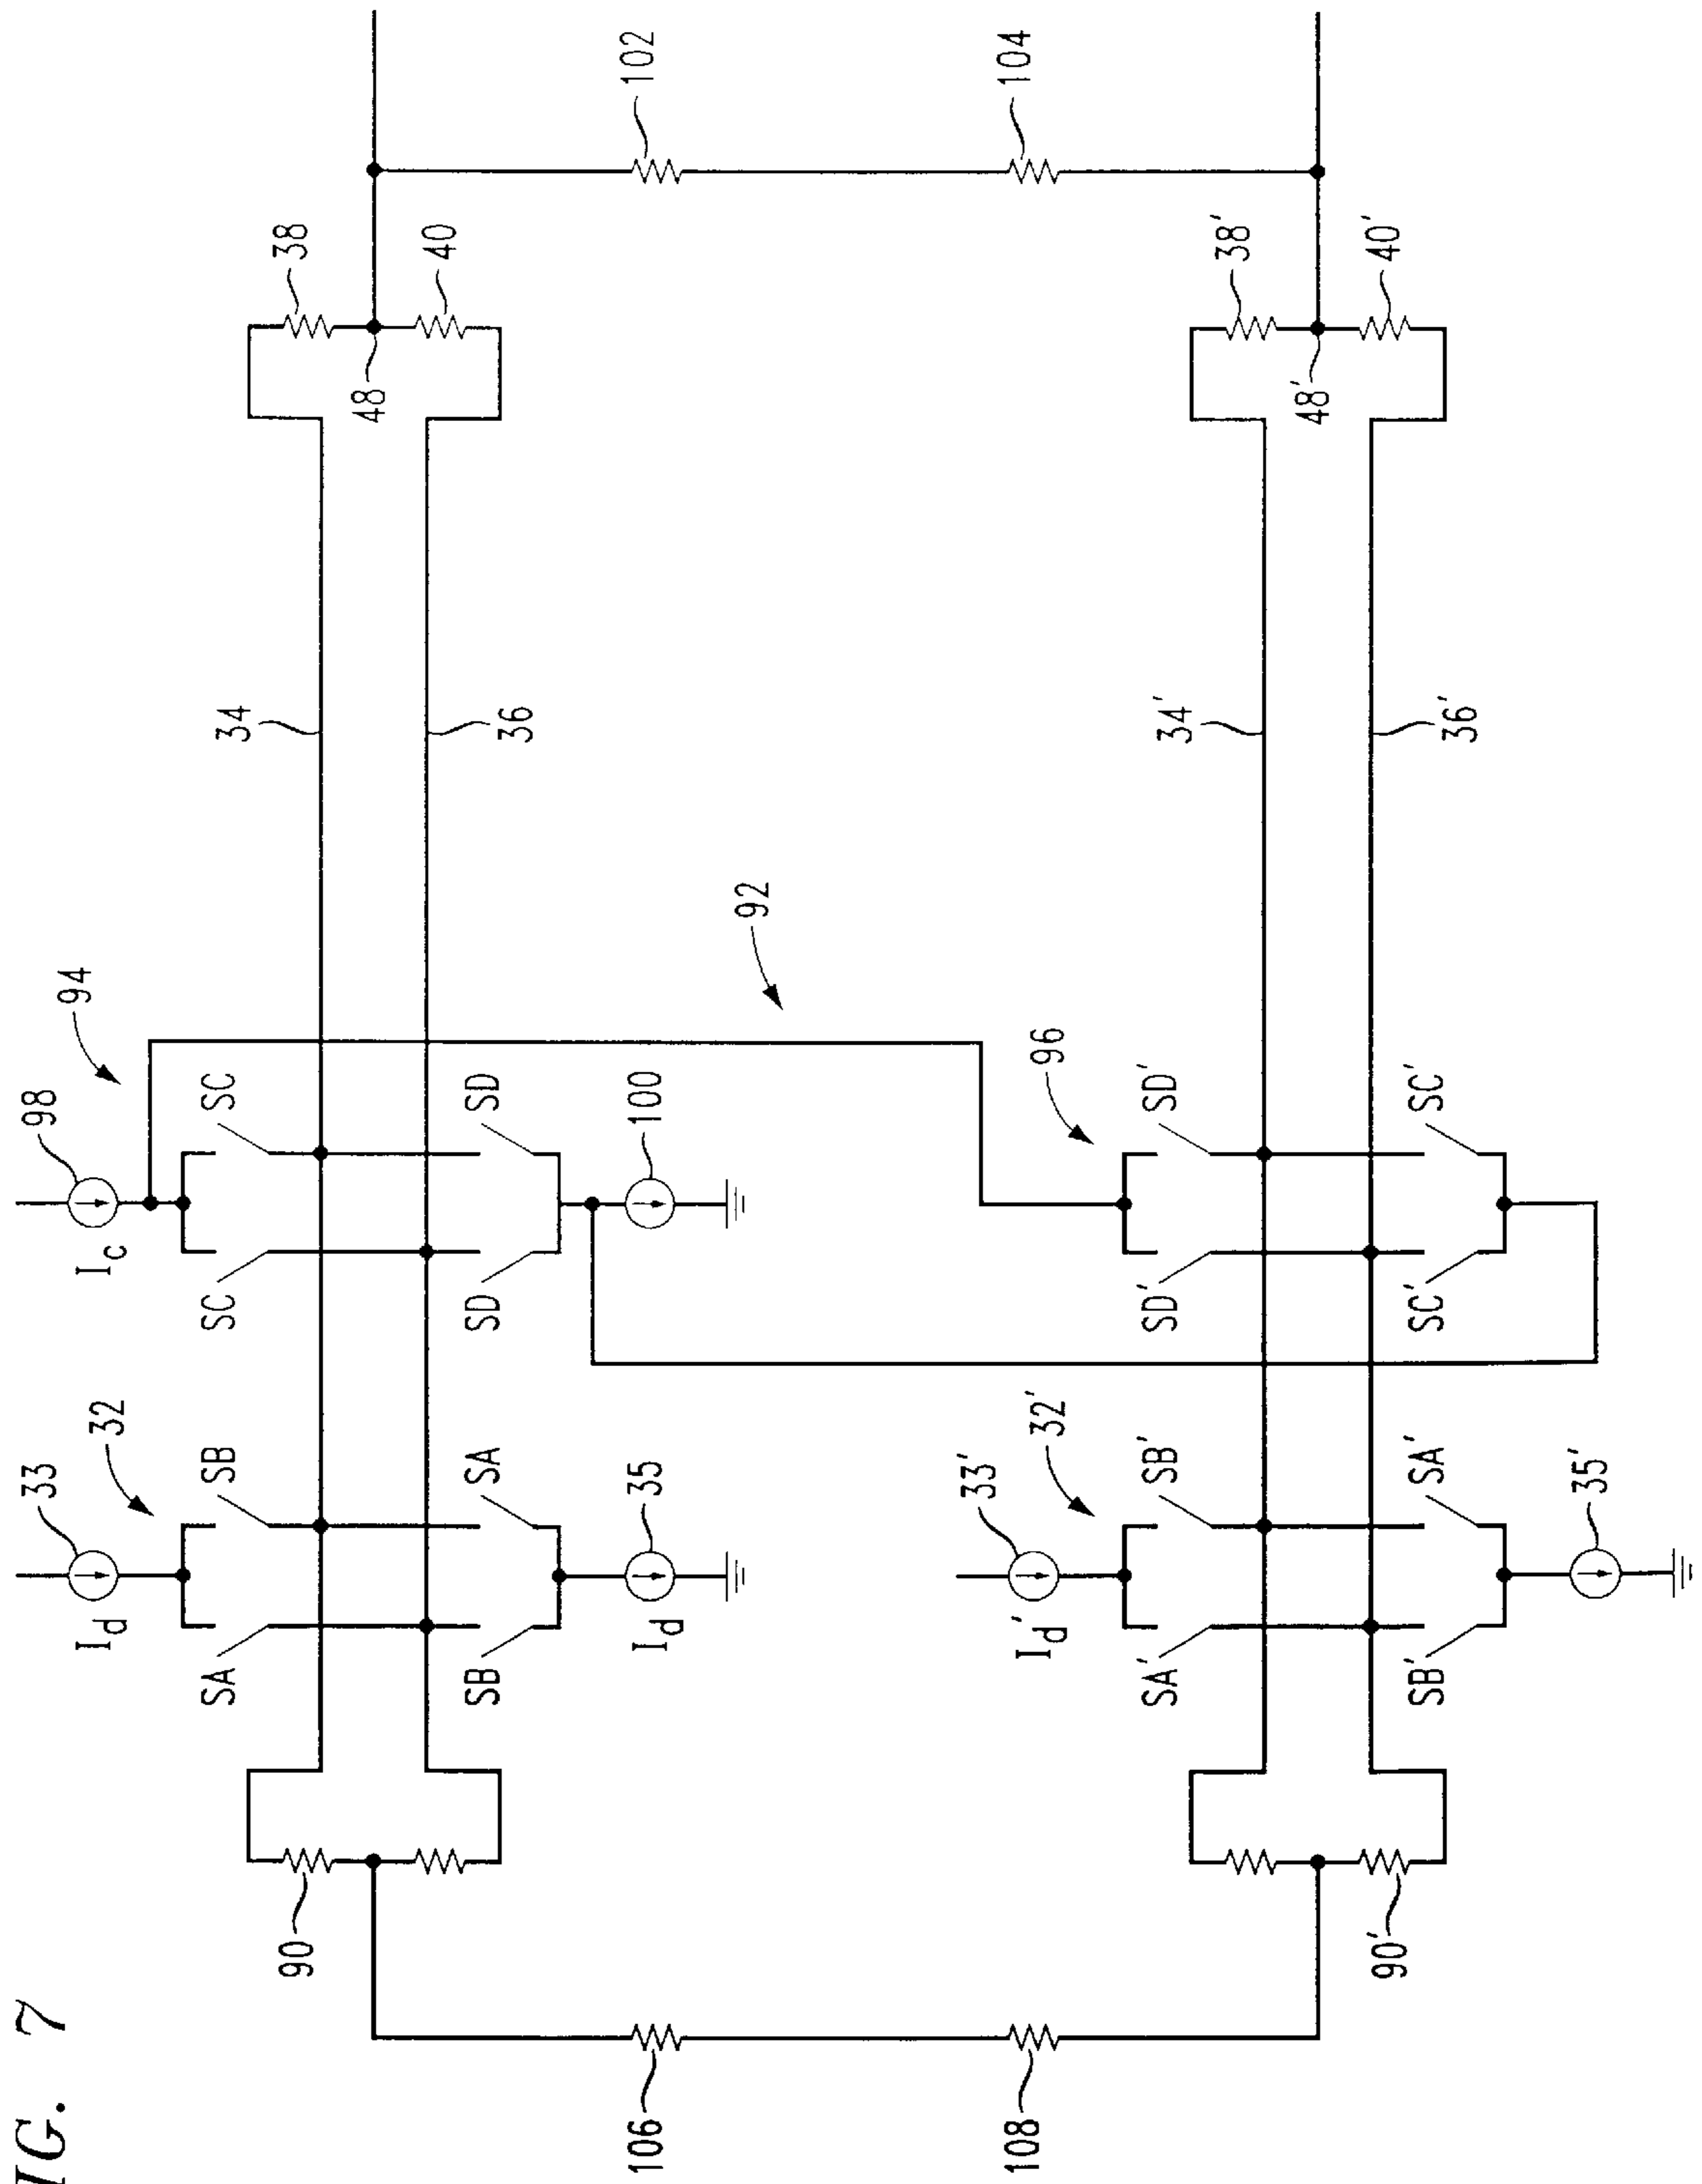 FIG. 7
33
32
98
94
I_d
I_c
SA
SB
SC
SC
90
34
38
SB
SA
SD
SD
36
40
35
I_d
100
48
106
92
102
33'
32'
96
I_d'
SA'
SB'
SD'
SD'
34'
38'
108
104
90'
SB'
SA'
SC'
SC'
36'
48'
40'
35'